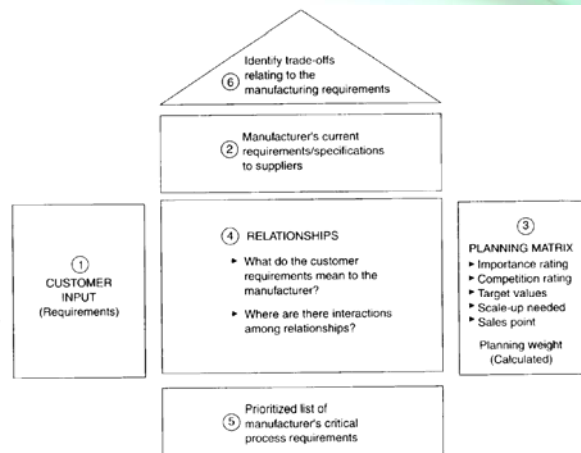 Identify trade-offs
relating to the
⑥ manufacturing requirements
Manufacturer's current
② requirements/specifications
to suppliers
①
CUSTOMER
INPUT
(Requirements)
④ RELATIONSHIPS
► What do the customer
requirements mean to the
manufacturer?
► Where are there interactions
among relationships?
③
PLANNING MATRIX
► Importance rating
► Competition rating
► Target values
► Scale-up needed
► Sales point
Planning weight
(Calculated)
Prioritized list of
⑤ manufacturer's critical
process requirements